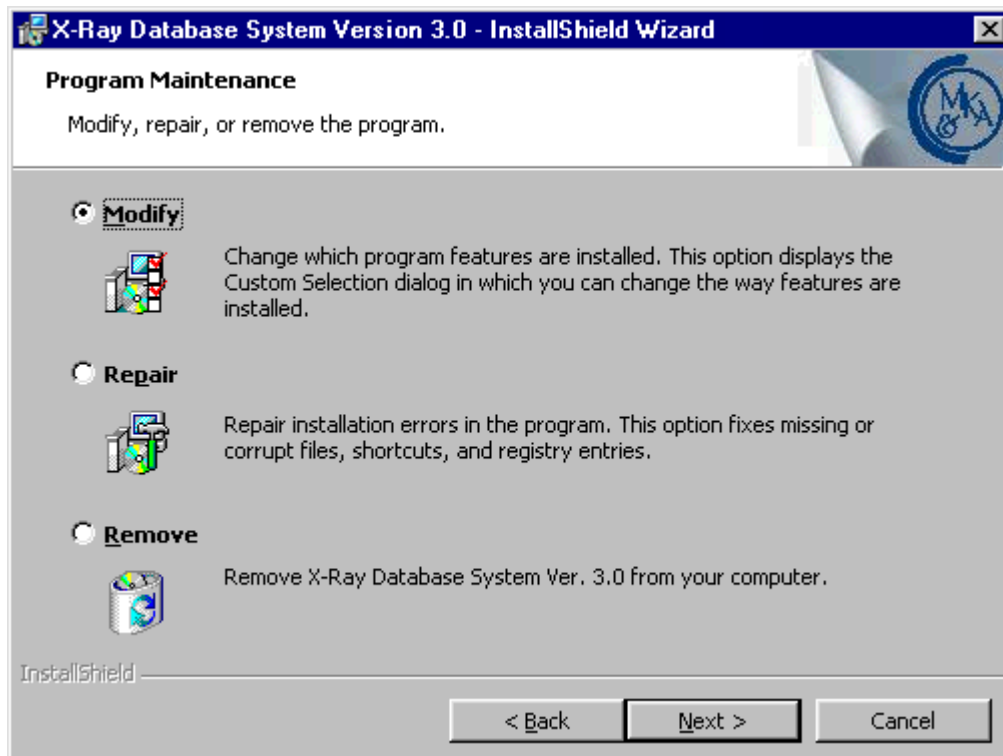 X-Ray Database System Version 3.0 - InstallShield Wizard
Program Maintenance
Modify, repair, or remove the program.
MKA
&
Modify
Change which program features are installed. This option displays the
Custom Selection dialog in which you can change the way features are
installed.
Repair
Repair installation errors in the program. This option fixes missing or
corrupt files, shortcuts, and registry entries.
Remove
Remove X-Ray Database System Ver. 3.0 from your computer.
InstallShield
< Back
Next >
Cancel